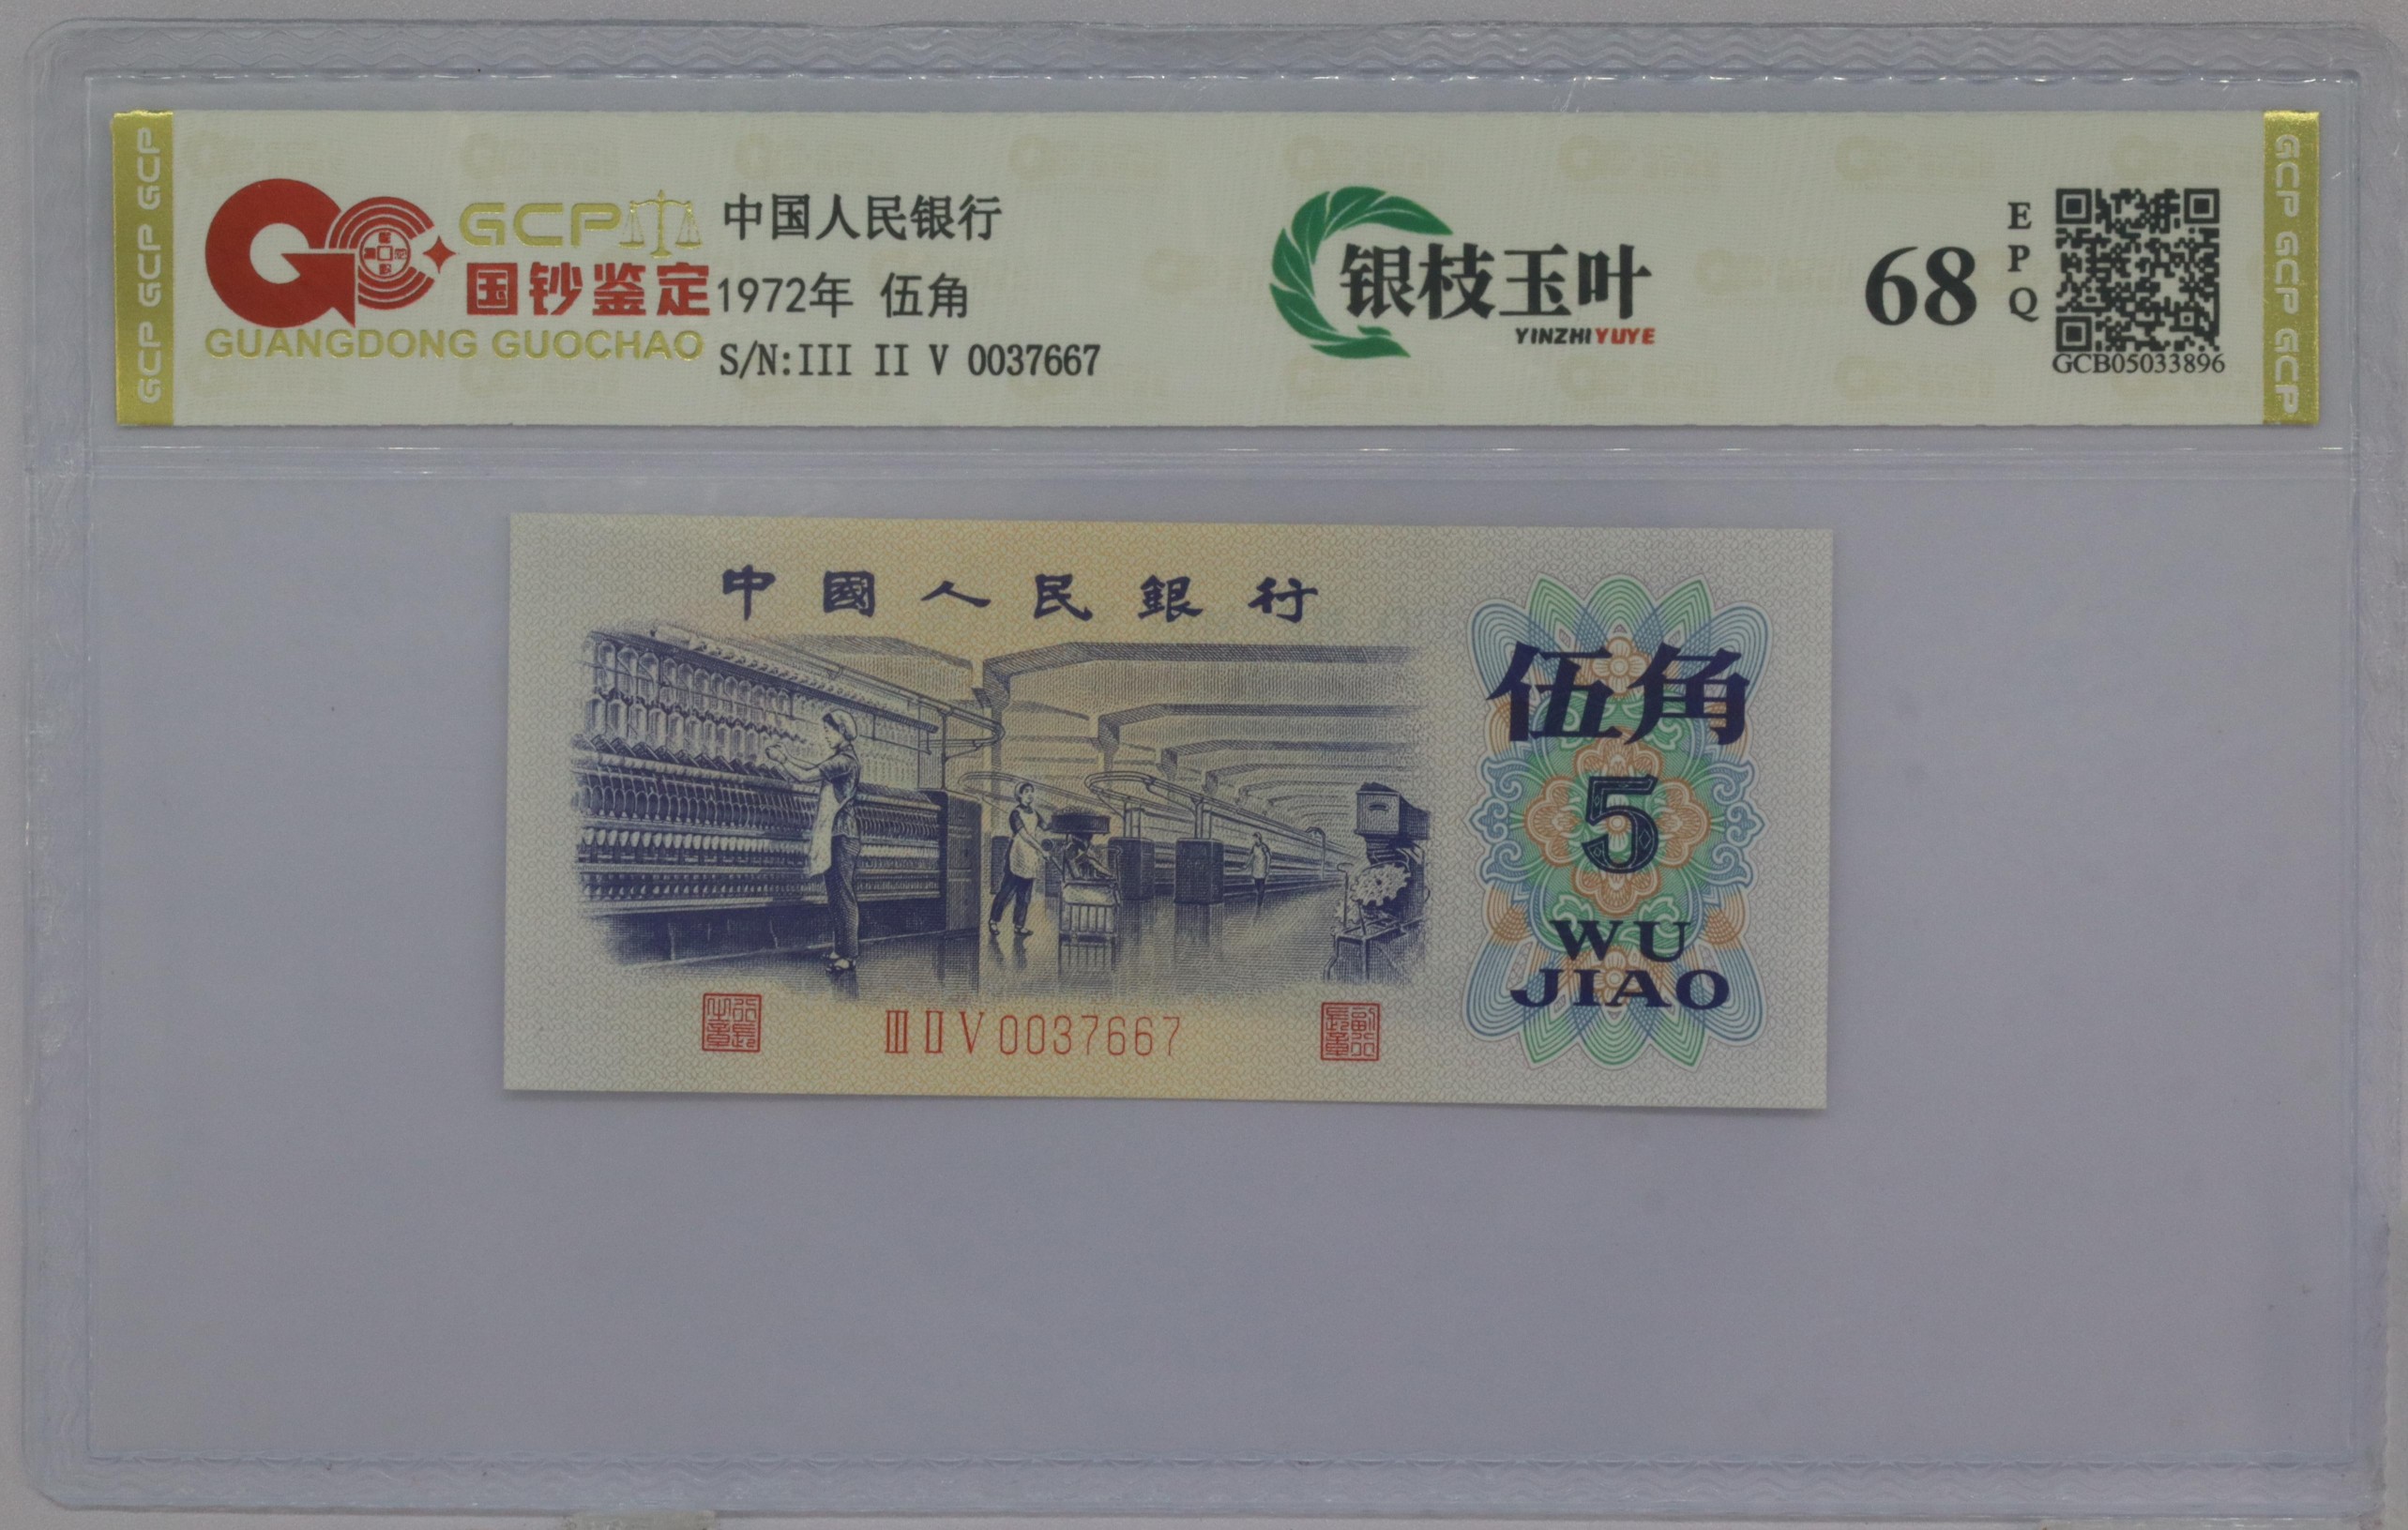 GCP GCP GCP
GCP
国钞鉴定
GUANGDONG GUOCHAO
中国人民银行
1972年 伍角
S/N:III II V 0037667
银枝玉叶
YINZHIYUYE
68
EPQ
GCB05033896
GCP GCP GCP
中國人民銀行
伍角
5
WU
JIAO
III II V 0037667